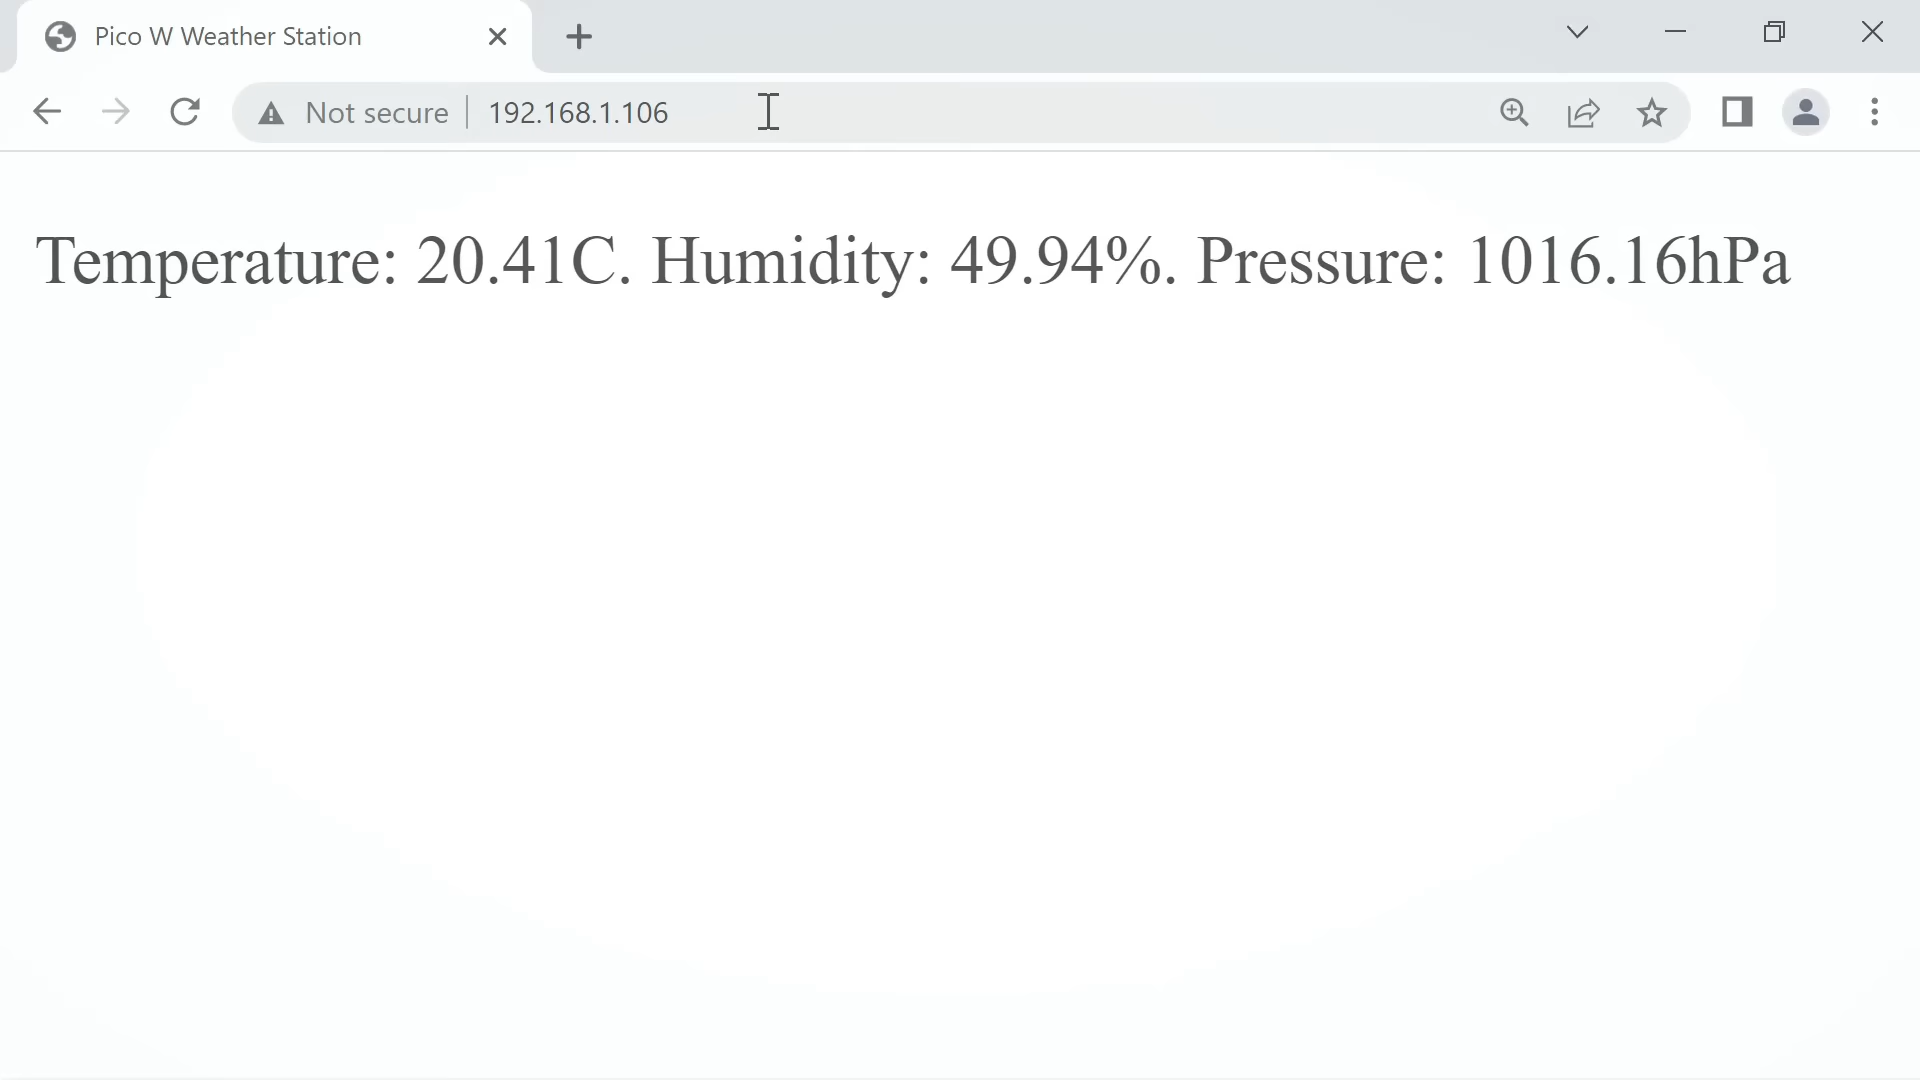 Pico W Weather Station
Not secure
192.168.1.106
Temperature: 20.41C. Humidity: 49.94%. Pressure: 1016.16hPa